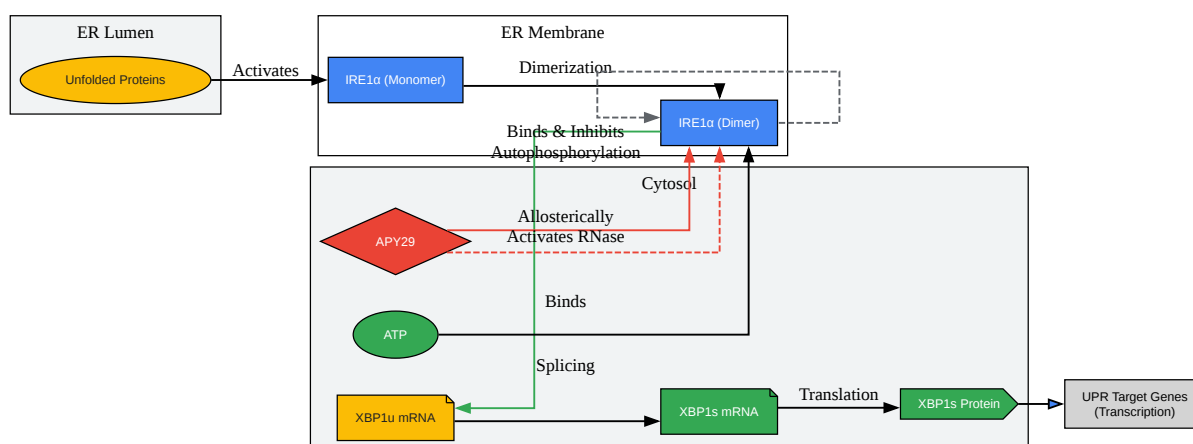 ER Lumen
ER Membrane
Unfolded Proteins
Activates
IRE1α (Monomer)
Dimerization
IRE1α (Dimer)
Binds & Inhibits
Autophosphorylation
Cytosol
APY29
Allosterically
Activates RNase
Binds
ATP
Splicing
XBP1u mRNA
XBP1s mRNA
Translation
XBP1s Protein
UPR Target Genes
(Transcription)